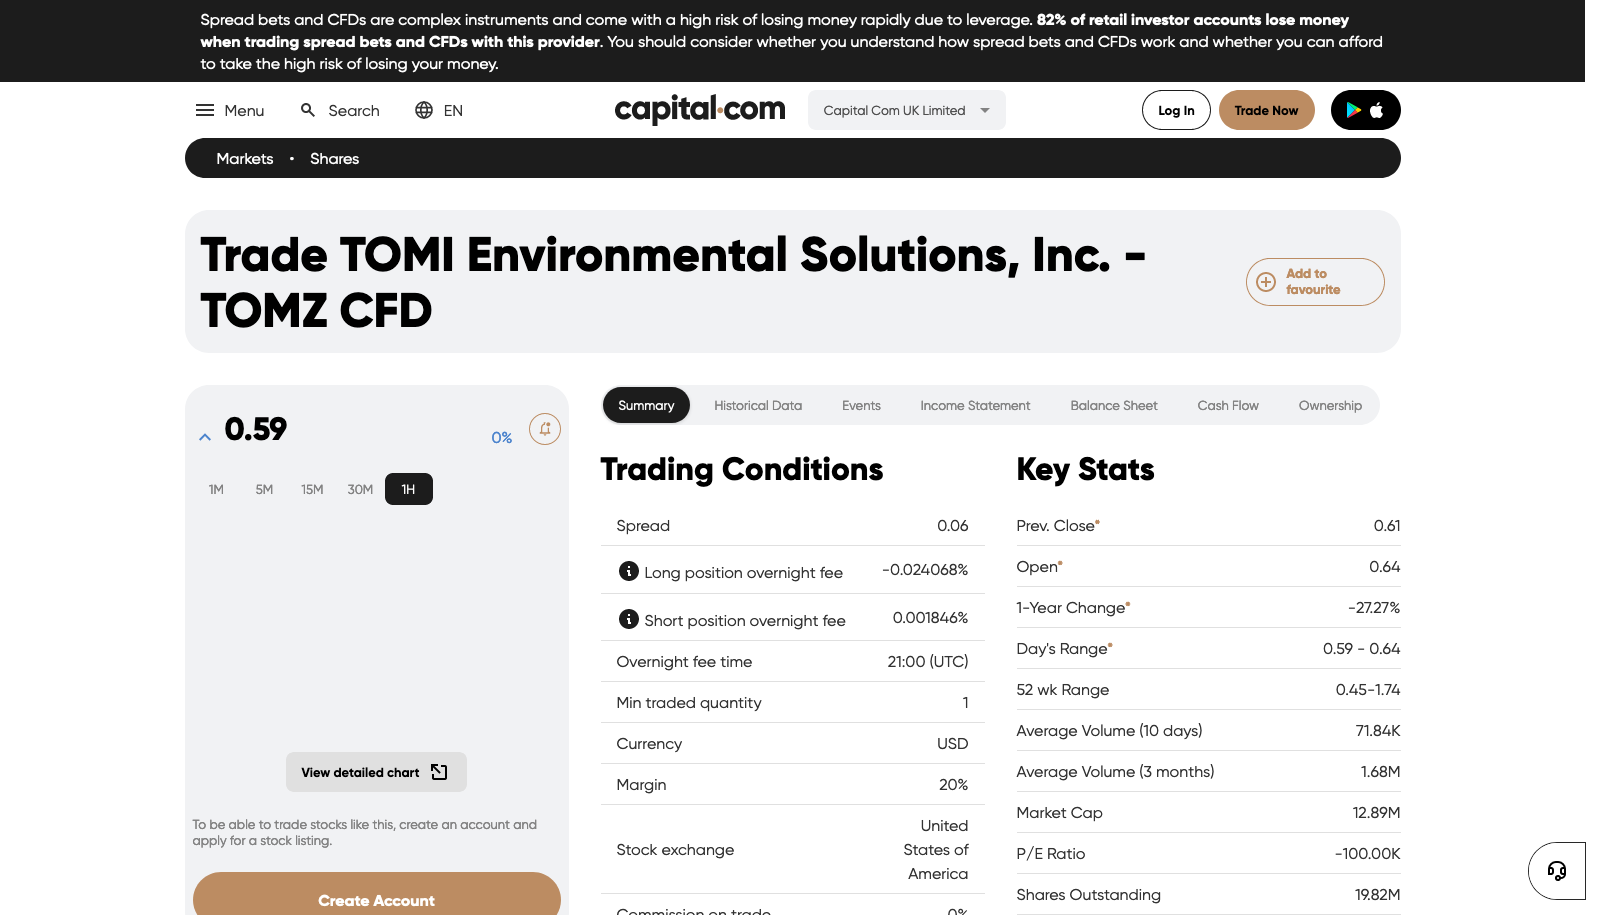 Spread bets and CFDs are complex instruments and come with a high risk of losing money rapidly due to leverage. 82% of retail investor accounts lose money
when trading spread bets and CFDs with this provider. You should consider whether you understand how spread bets and CFDs work and whether you can afford
to take the high risk of losing your money.
Menu
Search
EN
capital.com
Capital Com UK Limited
Log In
Trade Now
Markets • Shares
Trade TOMI Environmental Solutions, Inc. -
TOMZ CFD
Add to
favourite
0.59
0%
1M 5M 15M 30M 1H
View detailed chart
To be able to trade stocks like this, create an account and
apply for a stock listing.
Create Account
Summary Historical Data Events Income Statement Balance Sheet Cash Flow Ownership
Trading Conditions
Spread 0.06
Long position overnight fee -0.024068%
Short position overnight fee 0.001846%
Overnight fee time 21:00 (UTC)
Min traded quantity 1
Currency USD
Margin 20%
Stock exchange United
States of
America
Commission on trade 0%
Key Stats
Prev. Close* 0.61
Open* 0.64
1-Year Change* -27.27%
Day's Range* 0.59 - 0.64
52 wk Range 0.45-1.74
Average Volume (10 days) 71.84K
Average Volume (3 months) 1.68M
Market Cap 12.89M
P/E Ratio -100.00K
Shares Outstanding 19.82M